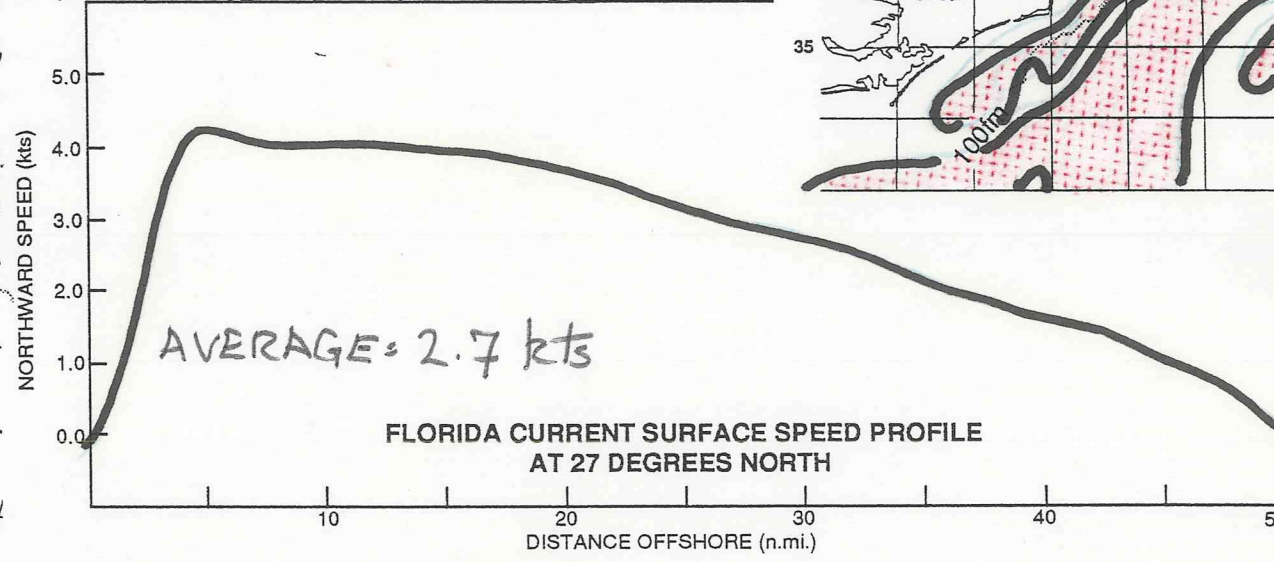 35
100fm
NORTHWARD SPEED (kts)
5.0
4.0
3.0
2.0
1.0
0.0
AVERAGE = 2.7 kts
FLORIDA CURRENT SURFACE SPEED PROFILE
AT 27 DEGREES NORTH
10 20 30 40
DISTANCE OFFSHORE (n.mi.)